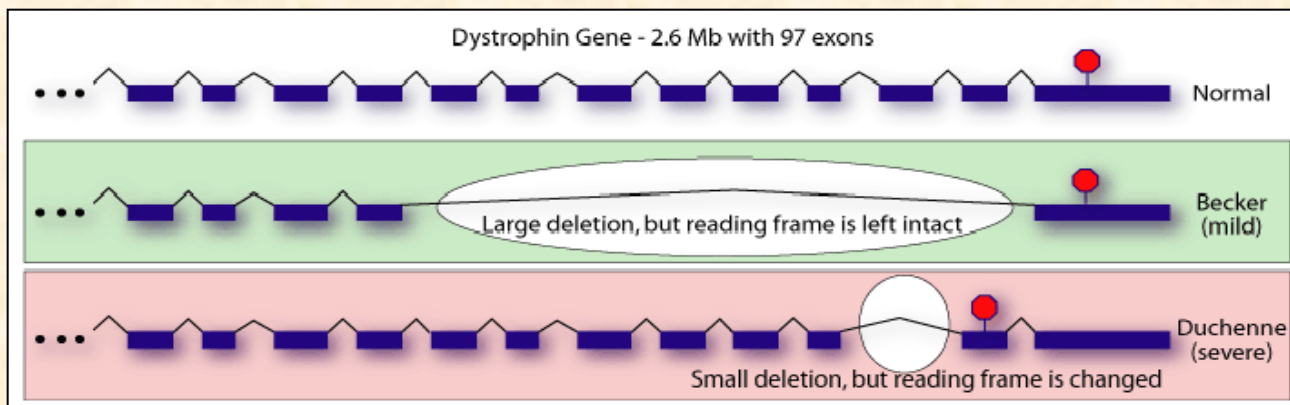 Dystrophin Gene - 2.6 Mb with 97 exons
Normal
Large deletion, but reading frame is left intact
Becker
(mild)
Duchenne
(severe)
Small deletion, but reading frame is changed